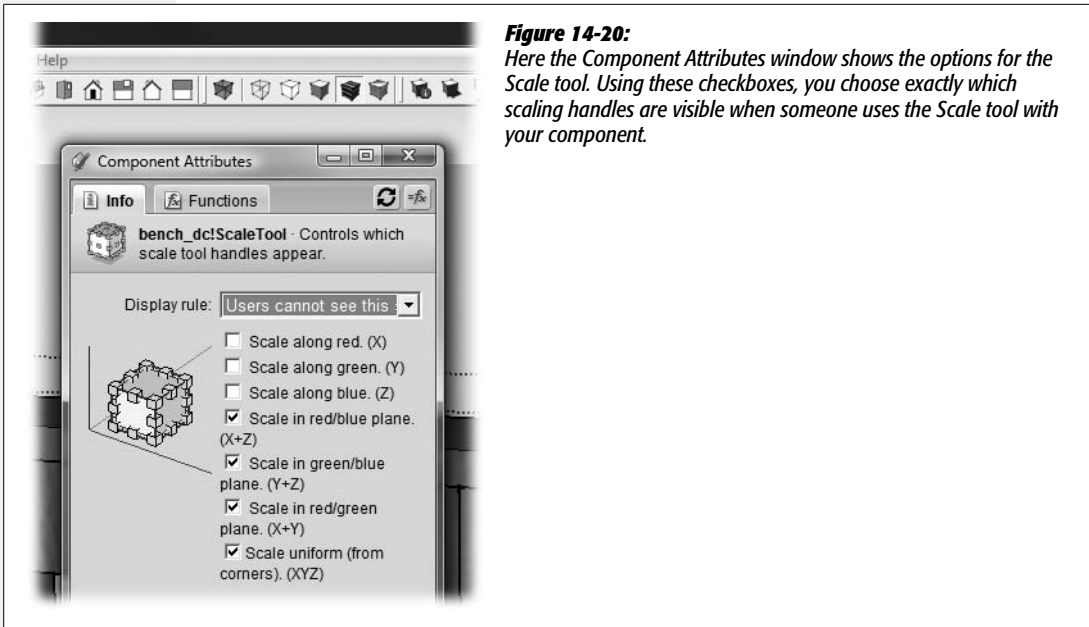 Help
Component Attributes
Info
Functions
=fx
bench_dc!ScaleTool · Controls which
scale tool handles appear.
Display rule:
Users cannot see this
Scale along red. (X)
Scale along green. (Y)
Scale along blue. (Z)
Scale in red/blue plane.
(X+Z)
Scale in green/blue
plane. (Y+Z)
Scale in red/green
plane. (X+Y)
Scale uniform (from
corners). (XYZ)
Figure 14-20:
Here the Component Attributes window shows the options for the
Scale tool. Using these checkboxes, you choose exactly which
scaling handles are visible when someone uses the Scale tool with
your component.